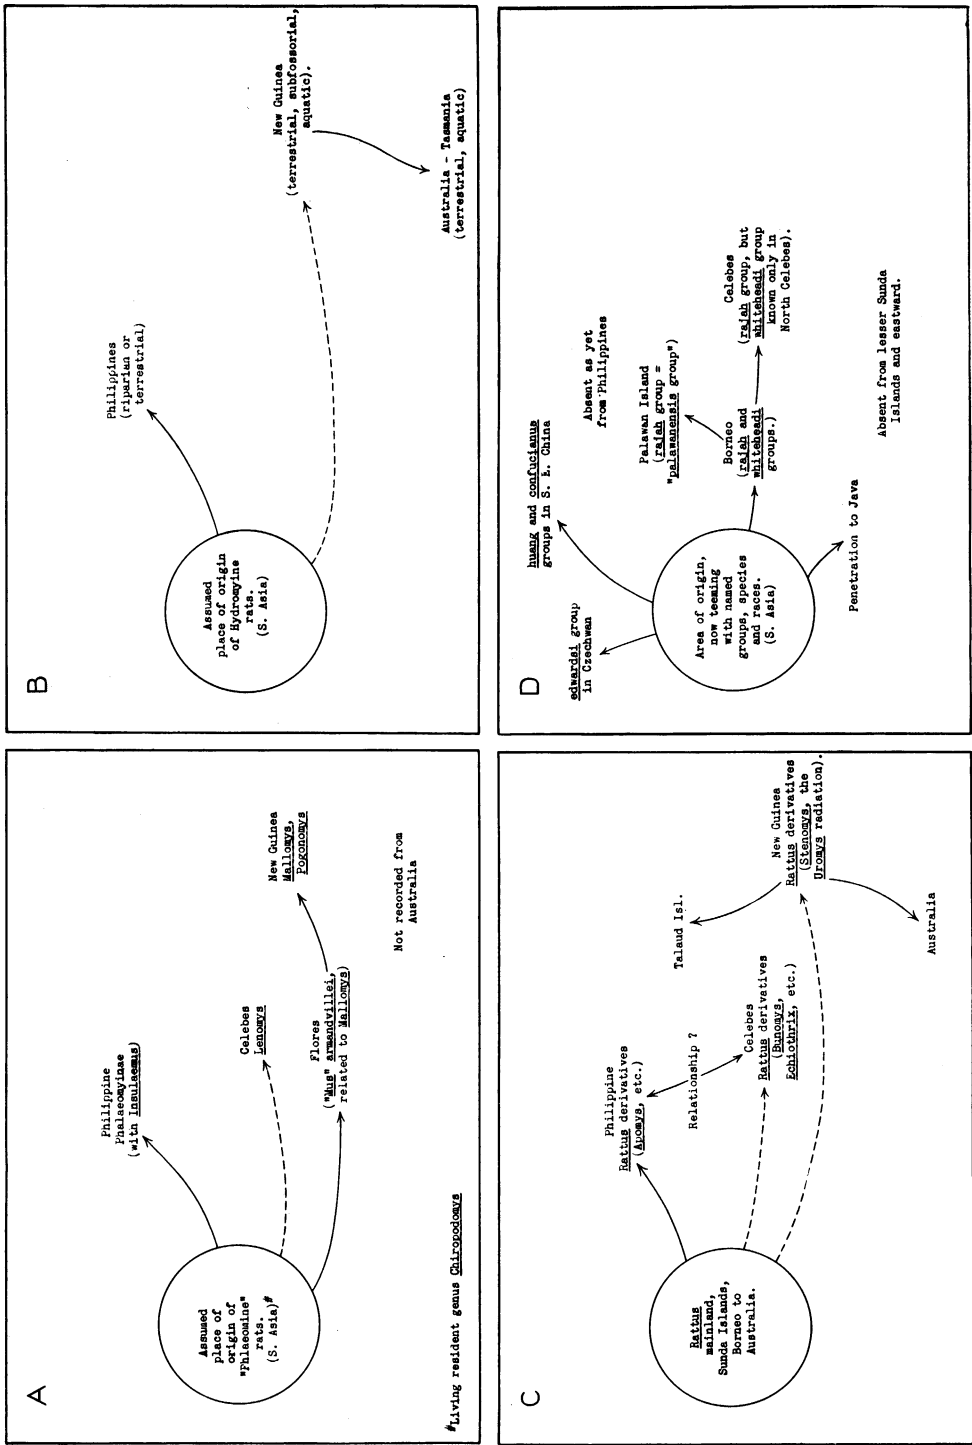 A
Philippine
Phalaeomyinae
(with Insulaemus)
Assumed
place of
origin of
"Phlaeomine"
rats.
(S. Asia)#
Celebes
Lenomys
Flores
("Mus" armandvillei,
related to Mallomys)
New Guinea
Mallomys,
Pogonomys
Not recorded from
Australia
#Living resident genus Chiropodomys
B
Philippines
(riparian or
terrestrial)
Assumed
place of origin
of Hydromyine
rats.
(S. Asia)
New Guinea
(terrestrial, subfossorial,
aquatic).
Australia - Tasmania
(terrestrial, aquatic)
C
Philippine
Rattus derivatives
(Apomys, etc.)
Talaud Isl.
Relationship ?
Rattus
mainland,
Sunda Islands,
Borneo to
Australia.
Celebes
Rattus derivatives
(Bunomys,
Echiothrix, etc.)
New Guinea
Rattus derivatives
(Stenomys, the
Uromys radiation).
Australia
D
huang and confucianus
groups in S. E. China
edwardsi group
in Czechwan
Absent as yet
from Philippines
Palawan Island
(rajah group =
"palawanensis group")
Area of origin,
now teeming
with named
groups, species
and races.
(S. Asia)
Borneo
(rajah and
whiteheadi
groups.)
Celebes
(rajah group, but
whiteheadi group
known only in
North Celebes).
Penetration to Java
Absent from lesser Sunda
Islands and eastward.